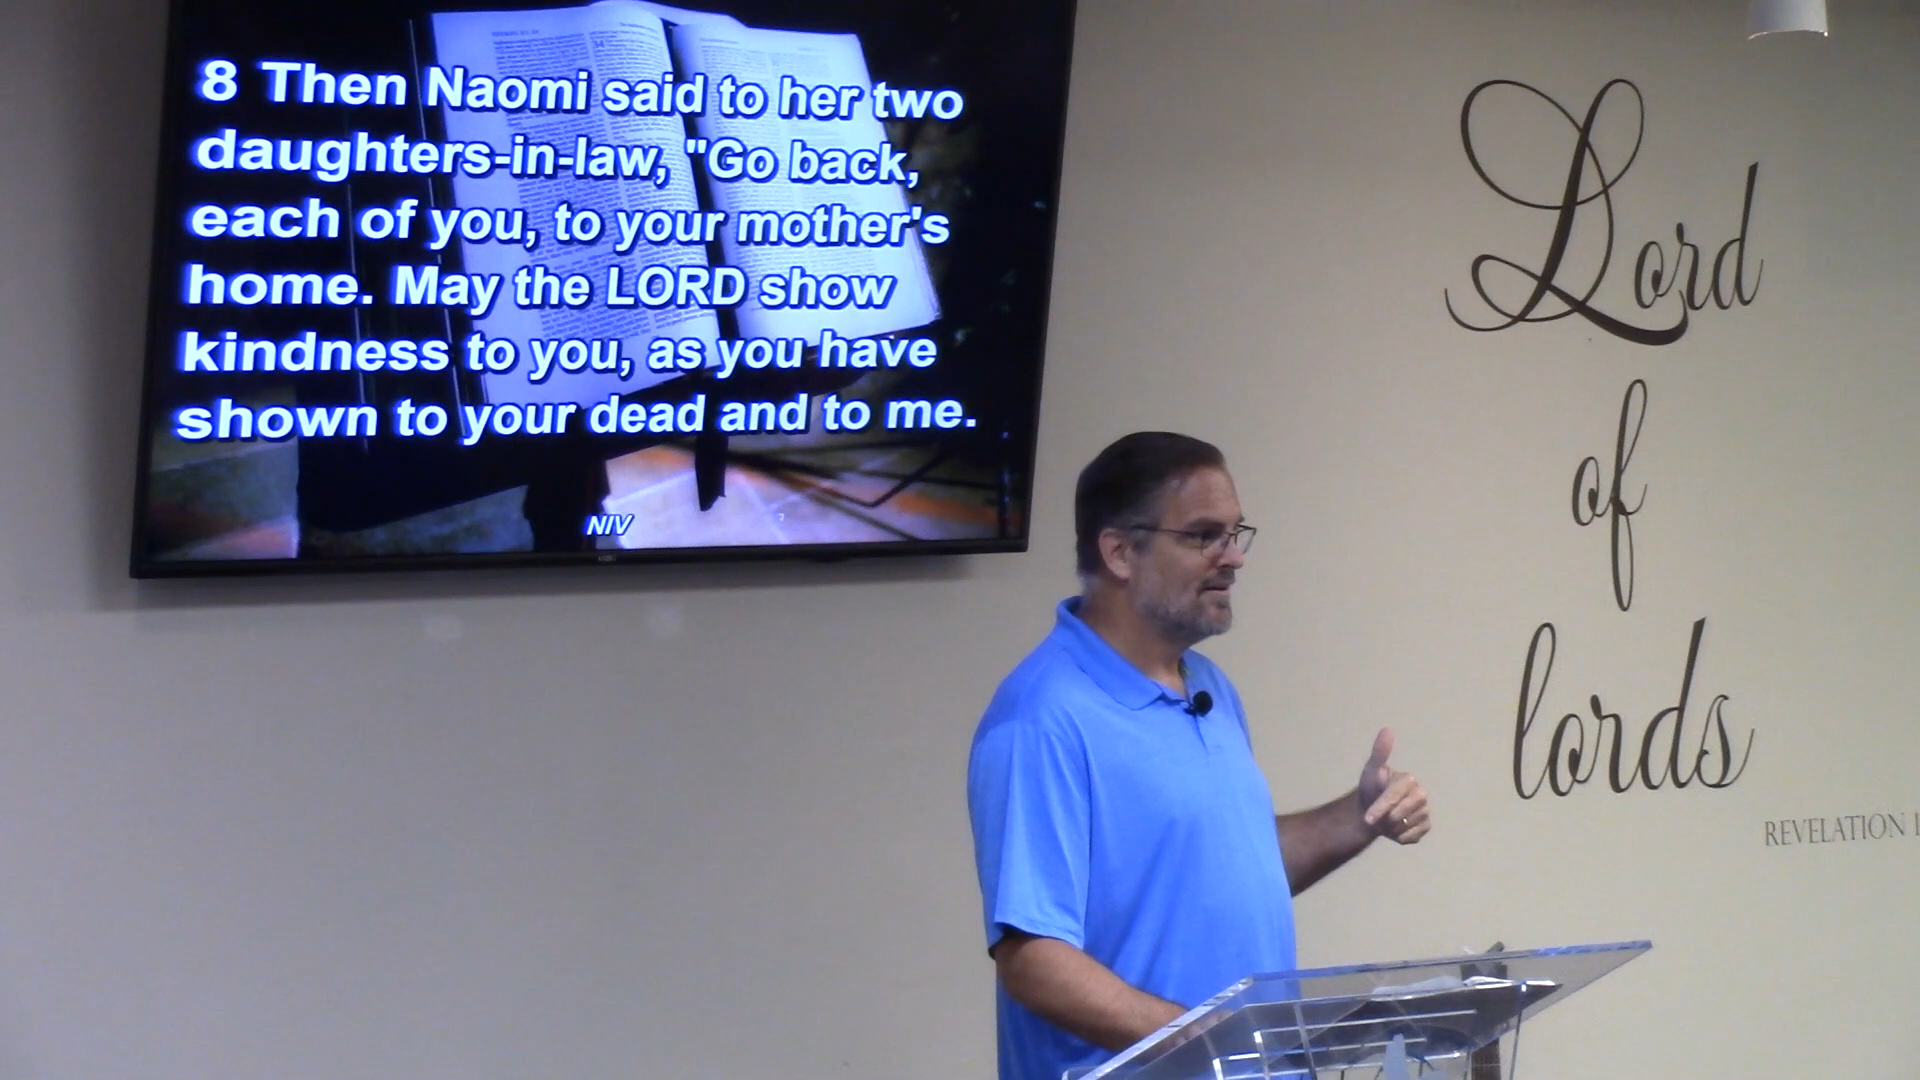 8 Then Naomi said to her two
daughters-in-law, "Go back,
each of you, to your mother's
home. May the LORD show
kindness to you, as you have
shown to your dead and to me.
NIV
Lord
of
lords
REVELATION